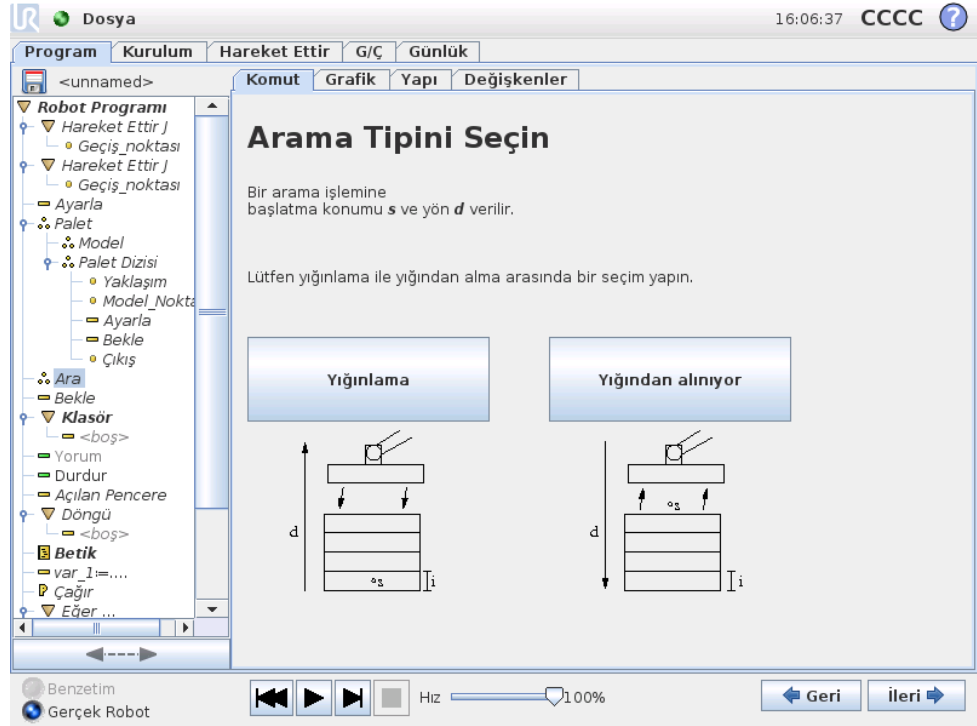 UR Dosya 16:06:37 CCCC ?
Program Kurulum Hareket Ettir G/Ç Günlük
<unnamed>
Komut Grafik Yapı Değişkenler
Robot Programı
Hareket Ettir J
Geçiş_noktası
Hareket Ettir J
Geçiş_noktası
Ayarla
Palet
Model
Palet Dizisi
Yaklaşım
Model_Nokta
Ayarla
Bekle
Çıkış
Ara
Bekle
Klasör
<boş>
Yorum
Durdur
Açılan Pencere
Döngü
<boş>
Betik
var_1≔....
Çağır
Eğer ...
Arama Tipini Seçin
Bir arama işlemine
başlatma konumu s ve yön d verilir.
Lütfen yığınlama ile yığından alma arasında bir seçim yapın.
Yığınlama Yığından alınıyor
d s i
d s i
Benzetim
Gerçek Robot
Hız 100%
Geri İleri